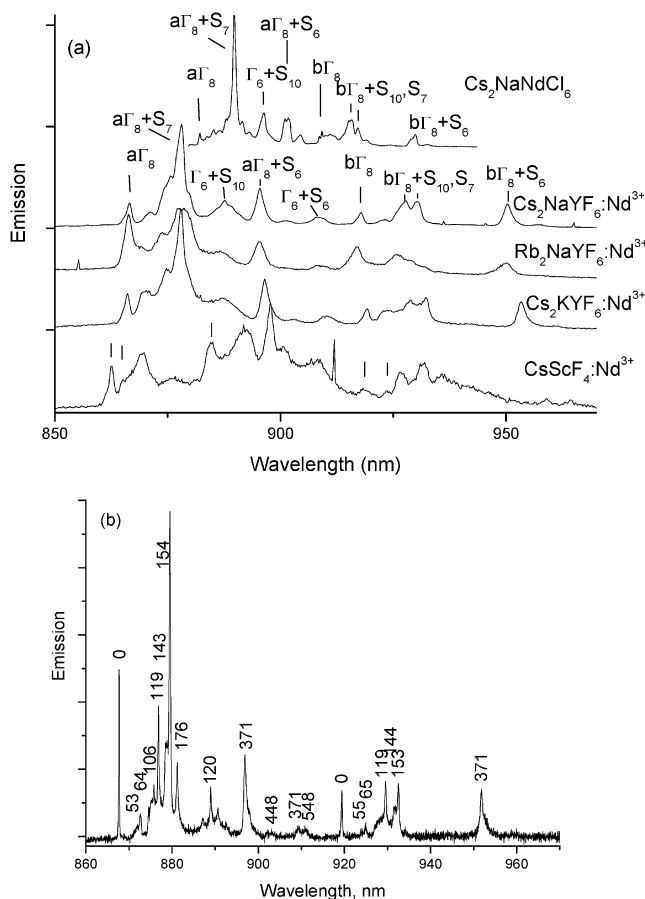 (a)
aΓ8+S7
aΓ8+S6
aΓ8
Γ6+S10
bΓ8
bΓ8+S10,S7
Cs2NaNdCl6
bΓ8+S6
aΓ8+S7
aΓ8
Γ6+S10
aΓ8+S6
Γ6+S6
bΓ8
bΓ8+S10,S7
bΓ8+S6
Cs2NaYF6:Nd3+
Rb2NaYF6:Nd3+
Cs2KYF6:Nd3+
CsScF4:Nd3+
Emission
850 900 950
Wavelength (nm)
(b)
0
53
64
106
119
143
154
176
120
371
448
371
548
0
55
65
119
144
153
371
Emission
860 880 900 920 940 960
Wavelength, nm